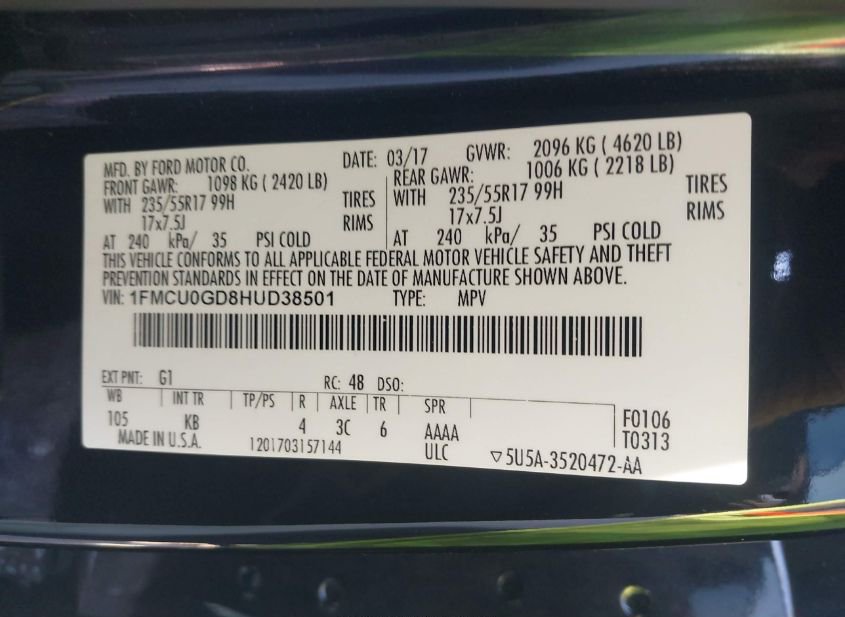 MFD. BY FORD MOTOR CO. DATE: 03/17 GVWR: 2096 KG ( 4620 LB)
FRONT GAWR: 1098 KG ( 2420 LB) REAR GAWR: 1006 KG ( 2218 LB)
WITH 235/55R17 99H TIRES WITH 235/55R17 99H TIRES
17x7.5J RIMS 17x7.5J RIMS
AT 240 kPa/ 35 PSI COLD AT 240 kPa/ 35 PSI COLD
THIS VEHICLE CONFORMS TO ALL APPLICABLE FEDERAL MOTOR VEHICLE SAFETY AND THEFT
PREVENTION STANDARDS IN EFFECT ON THE DATE OF MANUFACTURE SHOWN ABOVE.
VIN: 1FMCU0GD8HUD38501 TYPE: MPV
EXT PNT: G1 RC: 48 DSO:
WB INT TR TP/PS R AXLE TR SPR
105 KB 4 3C 6 AAAA F0106
MADE IN U.S.A. 1201703157144 ULC T0313
▽5U5A-3520472-AA